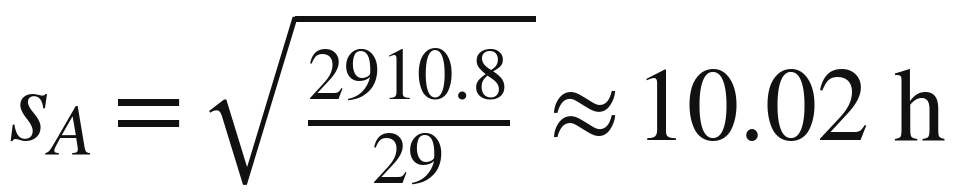 s_A = √(2910.8/29) ≈ 10.02 h